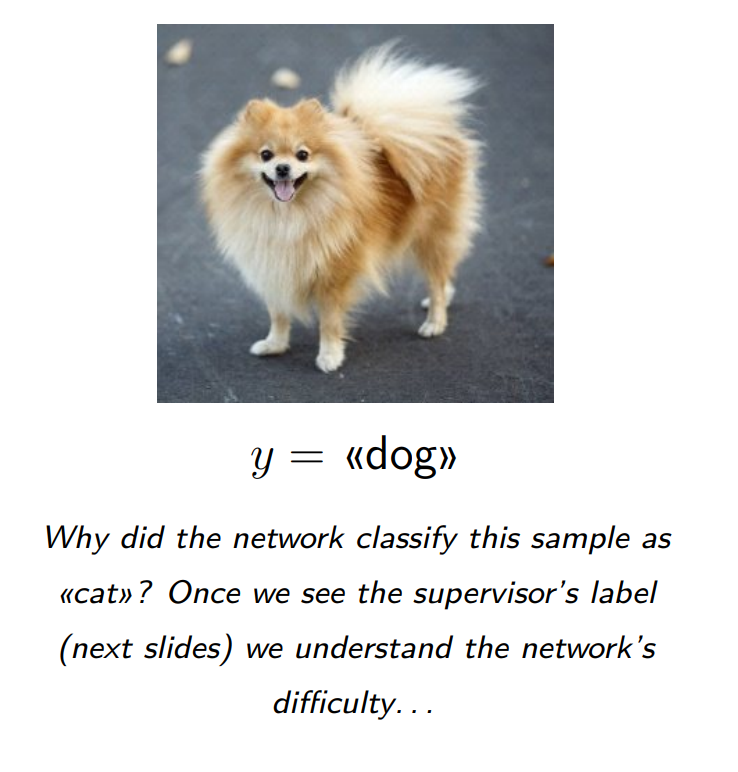 y = «dog»
Why did the network classify this sample as
«cat»? Once we see the supervisor's label
(next slides) we understand the network's
difficulty...